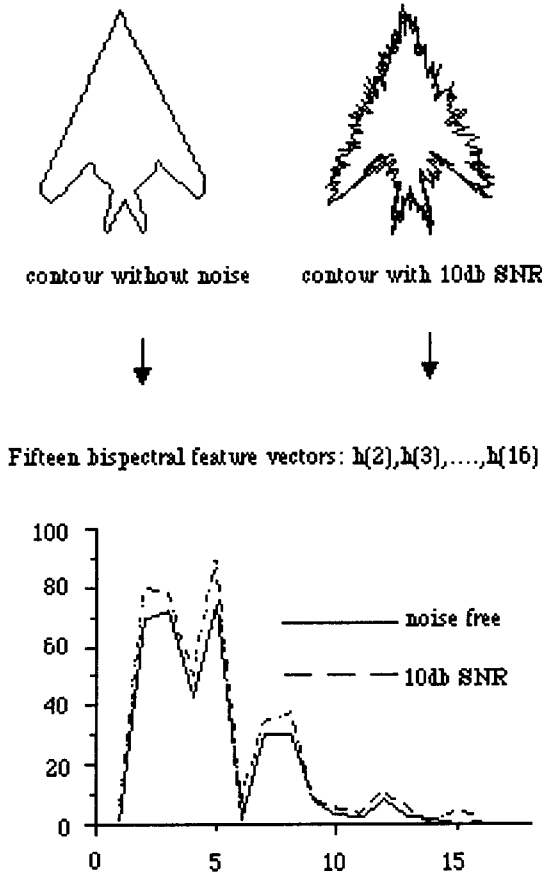 contour without noise
contour with 10db SNR
Fifteen bispectral feature vectors: h(2),h(3),....,h(16)
100
80
60
40
20
0
noise free
10db SNR
0
5
10
15